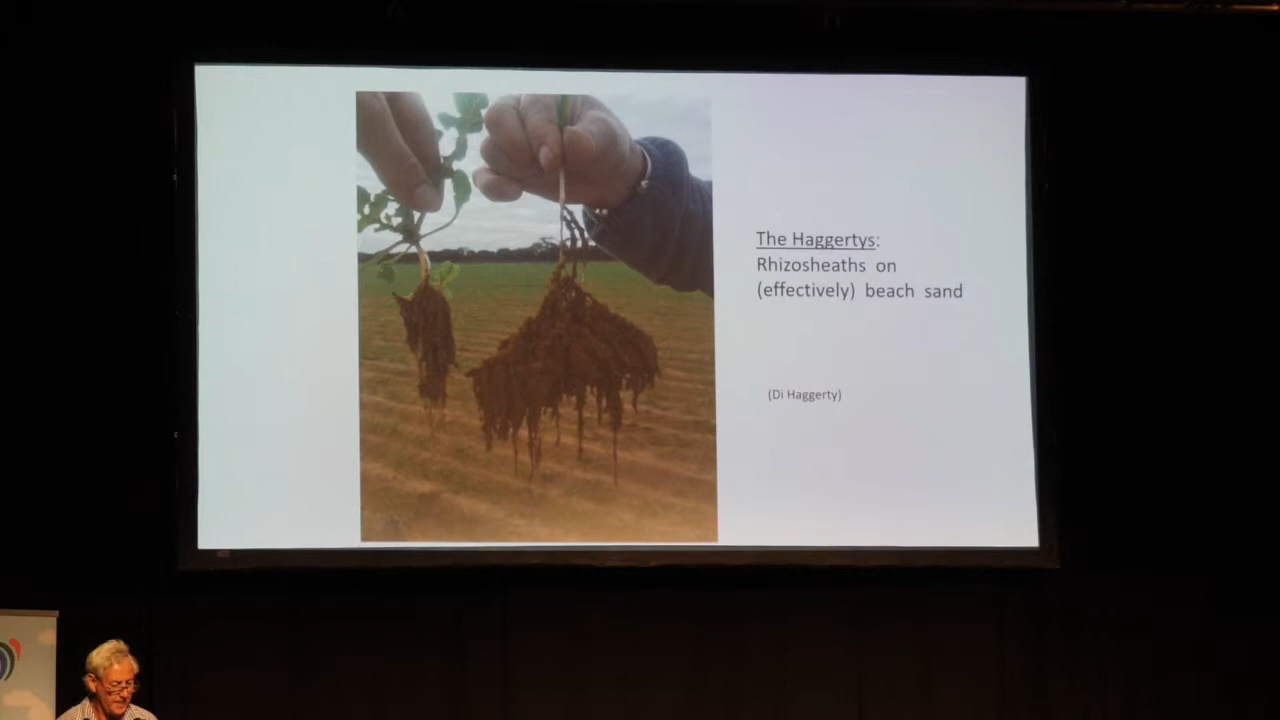 The Haggertys:
Rhizosheaths on
(effectively) beach sand
(Di Haggerty)